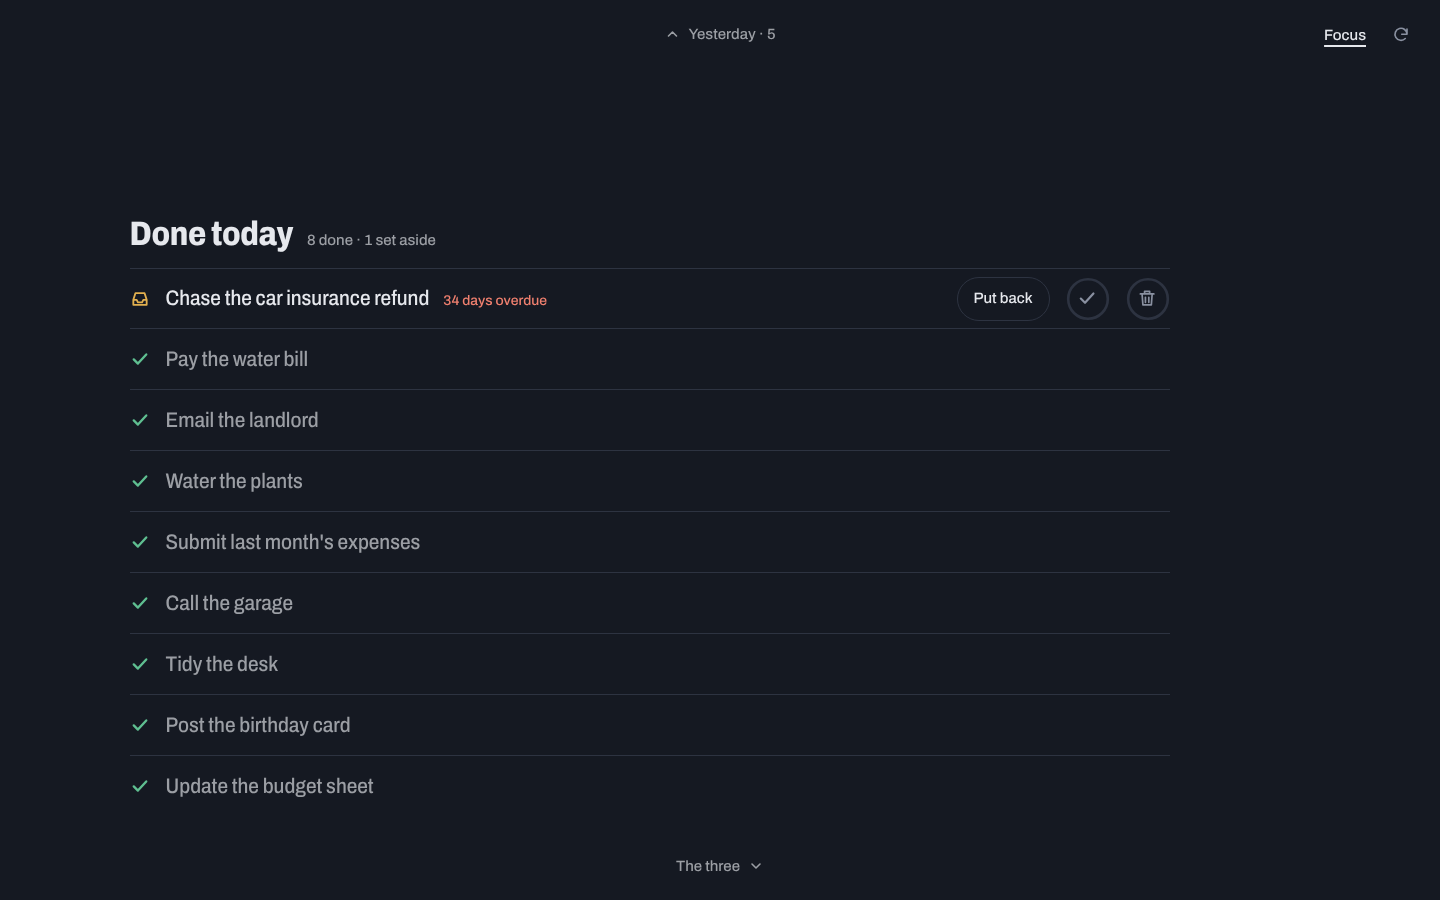 Yesterday · 5
Focus
Done today 8 done · 1 set aside
Chase the car insurance refund 34 days overdue Put back
Pay the water bill
Email the landlord
Water the plants
Submit last month's expenses
Call the garage
Tidy the desk
Post the birthday card
Update the budget sheet
The three